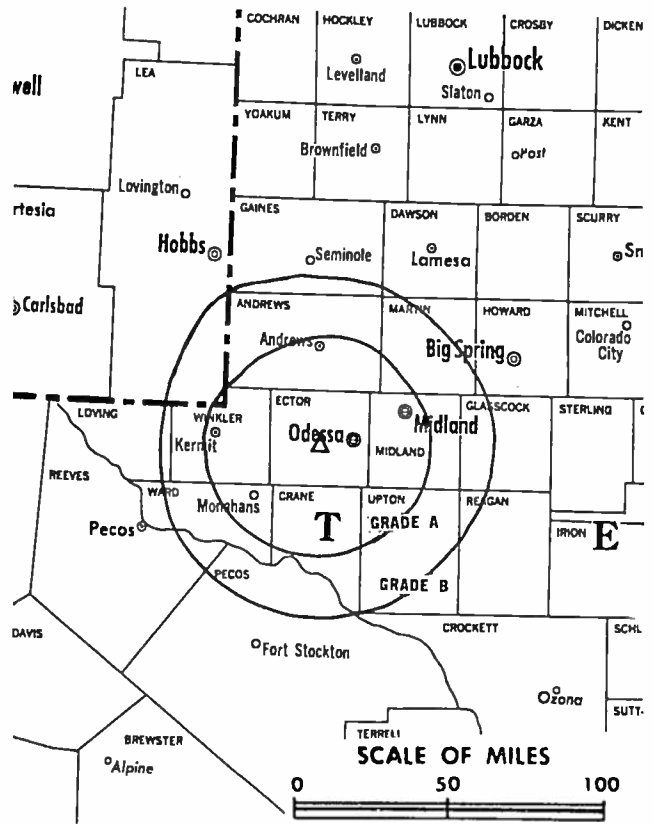 COCHRAN HOCKLEY LUBBOCK CROSBY DICKEN
LEA
Levelland
Lubbock
Slaton
well
YOAKUM TERRY LYNN GARZA KENT
Brownfield
Post
Lovington
rtesia
GAINES DAWSON BORDEN SCURRY
Hobbs
Seminole
Lamesa
Sn
Carlsbad
ANDREWS MARTIN HOWARD MITCHELL
Andrews
Big Spring
Colorado
City
LOVING WINKLER ECTOR GLASSCOCK STERLING
Kermit
Odessa
Midland
MIDLAND
REEVES
WARD
Monahans
CRANE UPTON REAGAN
Pecos
T
GRADE A
IRION E
PECOS
GRADE B
DAVIS
CROCKETT SCHL
Fort Stockton
Ozona
SUTT
TERRELL
BREWSTER
Alpine
SCALE OF MILES
0 50 100